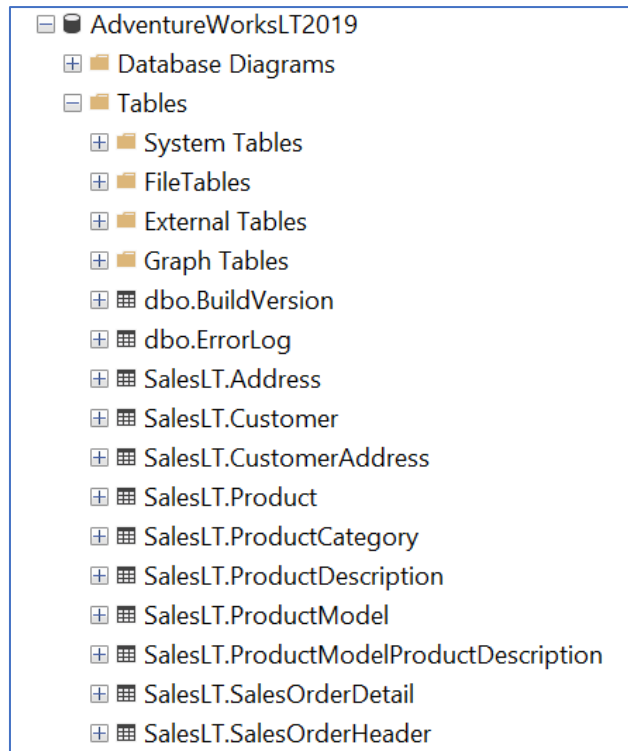 AdventureWorksLT2019
Database Diagrams
Tables
System Tables
FileTables
External Tables
Graph Tables
dbo.BuildVersion
dbo.ErrorLog
SalesLT.Address
SalesLT.Customer
SalesLT.CustomerAddress
SalesLT.Product
SalesLT.ProductCategory
SalesLT.ProductDescription
SalesLT.ProductModel
SalesLT.ProductModelProductDescription
SalesLT.SalesOrderDetail
SalesLT.SalesOrderHeader